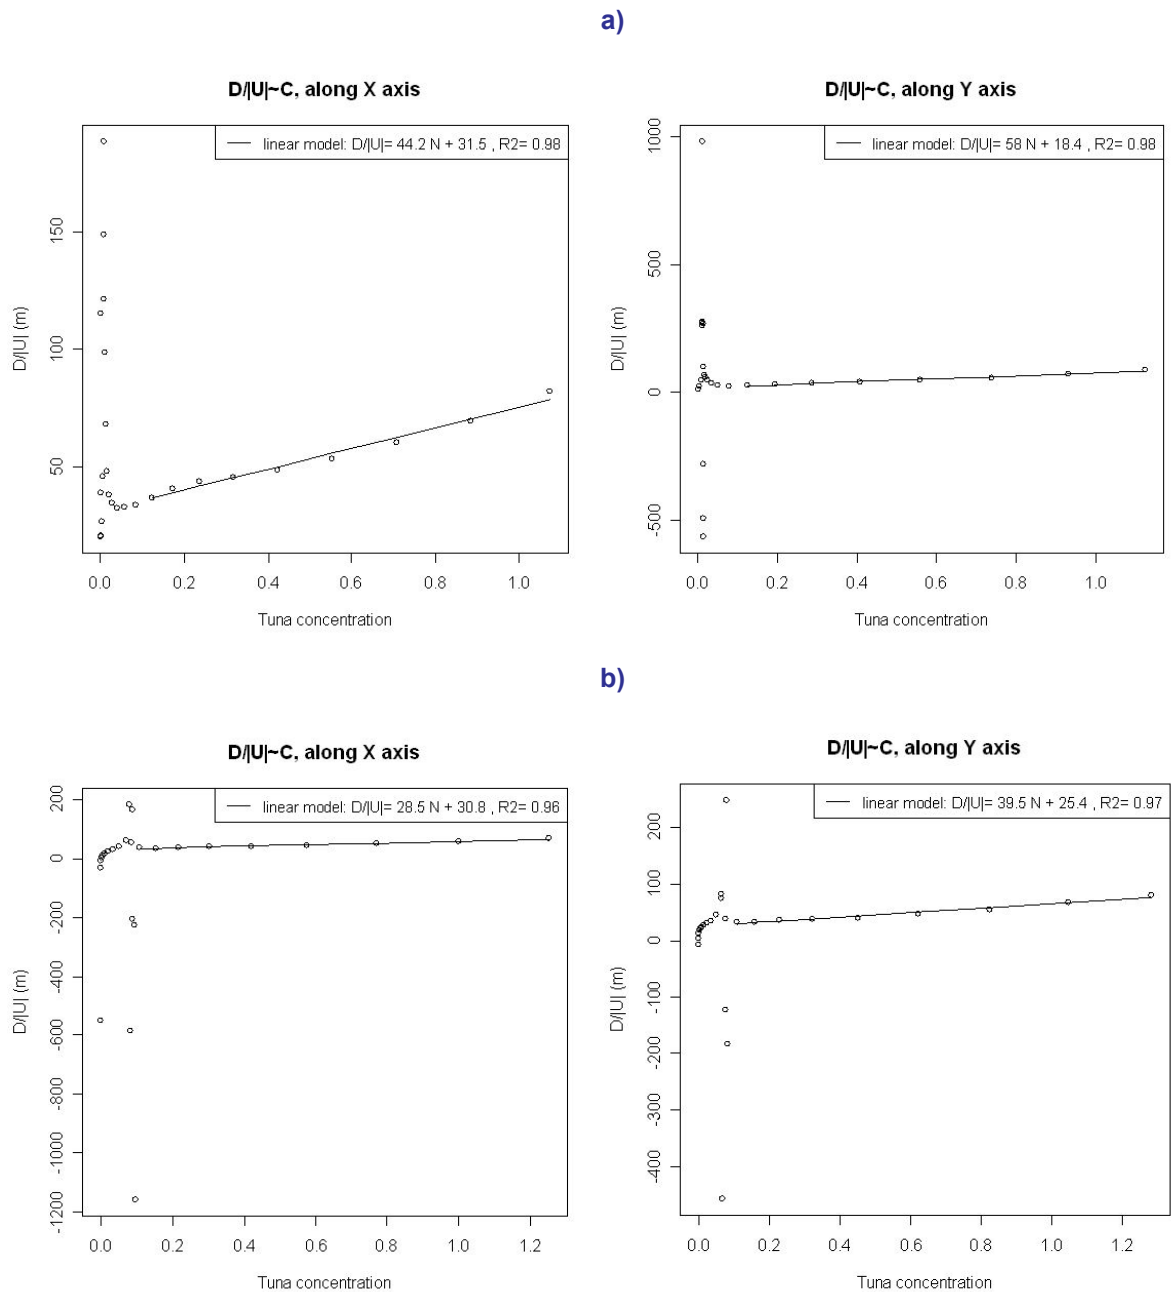 a)
D/|U|~C, along X axis
linear model: D/|U|= 44.2 N + 31.5 , R2= 0.98
D/|U| (m)
150
100
50
0.0 0.2 0.4 0.6 0.8 1.0
Tuna concentration
D/|U|~C, along Y axis
linear model: D/|U|= 58 N + 18.4 , R2= 0.98
D/|U| (m)
1000
500
0
-500
0.0 0.2 0.4 0.6 0.8 1.0
Tuna concentration
b)
D/|U|~C, along X axis
linear model: D/|U|= 28.5 N + 30.8 , R2= 0.96
D/|U| (m)
200
0
-200
-400
-600
-800
-1000
-1200
0.0 0.2 0.4 0.6 0.8 1.0 1.2
Tuna concentration
D/|U|~C, along Y axis
linear model: D/|U|= 39.5 N + 25.4 , R2= 0.97
D/|U| (m)
200
100
0
-100
-200
-300
-400
0.0 0.2 0.4 0.6 0.8 1.0 1.2
Tuna concentration